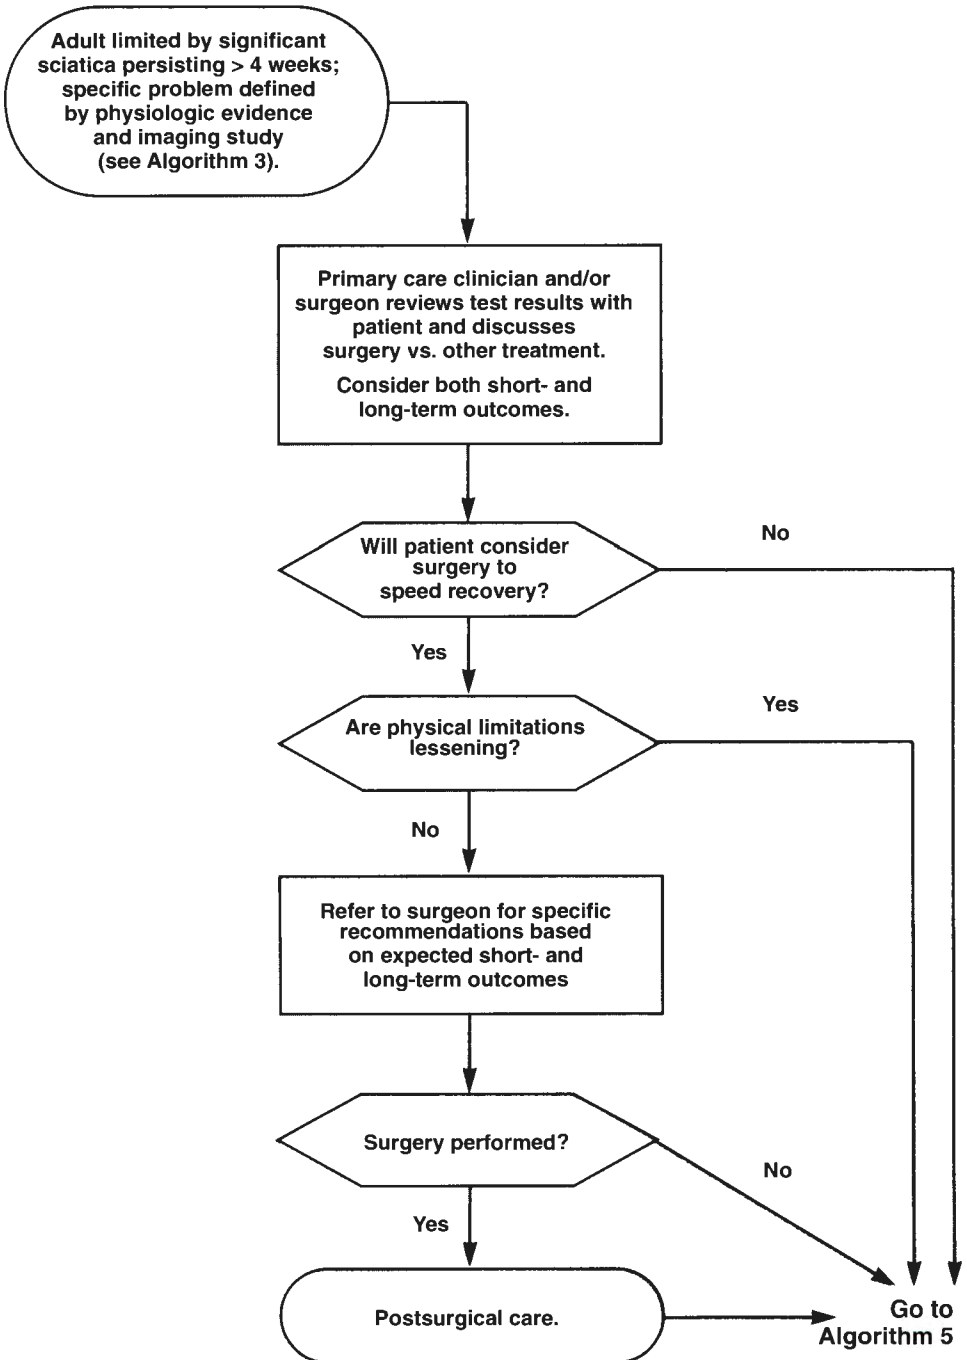 Adult limited by significant
sciatica persisting > 4 weeks;
specific problem defined
by physiologic evidence
and imaging study
(see Algorithm 3).
Primary care clinician and/or
surgeon reviews test results with
patient and discusses
surgery vs. other treatment.
Consider both short- and
long-term outcomes.
Will patient consider
surgery to
speed recovery?
No
Yes
Are physical limitations
lessening?
Yes
No
Refer to surgeon for specific
recommendations based
on expected short- and
long-term outcomes
Surgery performed?
No
Yes
Postsurgical care.
Go to
Algorithm 5